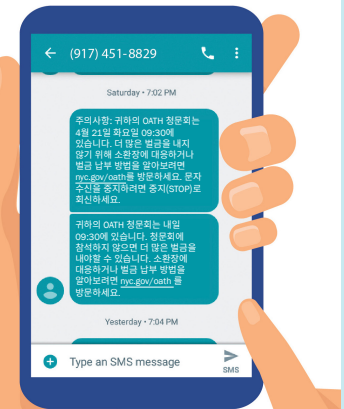 (917) 451-8829
Saturday • 7:02 PM
주의사항: 귀하의 OATH 청문회는
4월 21일 화요일 09:30에
있습니다. 더 많은 벌금을 내지
않기 위해 소환장에 대응하거나
벌금 납부 방법을 알아보려면
nyc.gov/oath를 방문하세요. 문자
수신을 중지하려면 중지(STOP)로
회신하세요.
귀하의 OATH 청문회는 내일
09:30에 있습니다. 청문회에
참석하지 않으면 더 많은 벌금을
내야할 수 있습니다. 소환장에
대응하거나 벌금 납부 방법을
알아보려면 nyc.gov/oath 를
방문하세요.
Yesterday • 7:04 PM
Type an SMS message
SMS